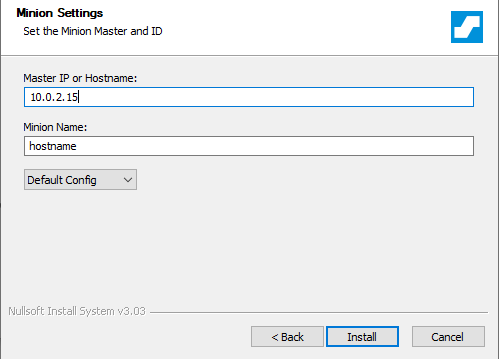 Minion Settings
Set the Minion Master and ID
Master IP or Hostname:
10.0.2.15
Minion Name:
hostname
Default Config
Nullsoft Install System v3.03
< Back
Install
Cancel